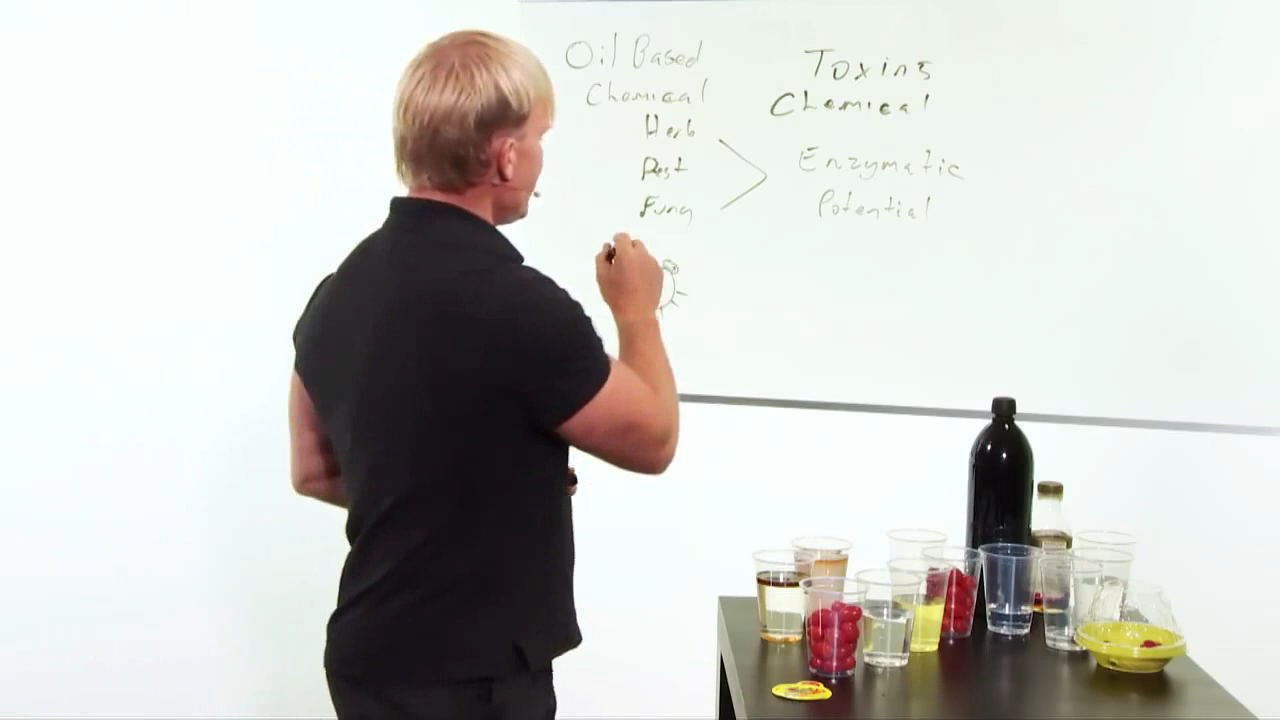 Oil Based
Chemical
Herb
Pest
Fung
Toxins
Chemical
Enzymatic
Potential